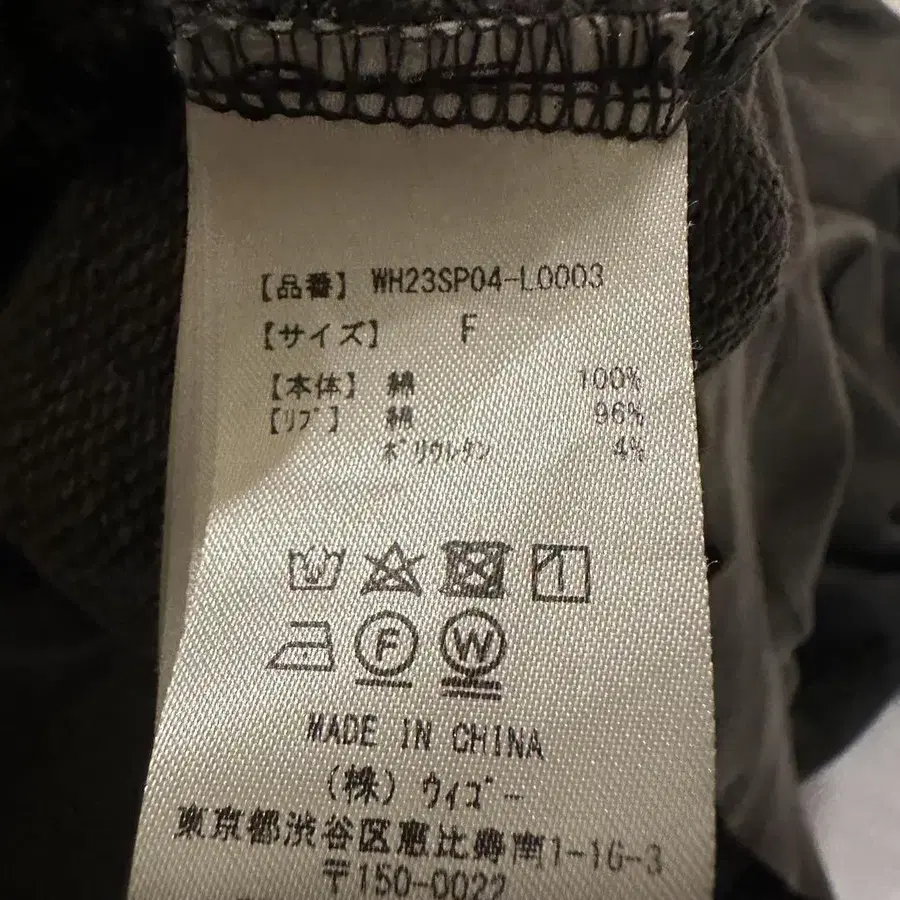 【品番】 WH23SP04-L0003
【サイズ】 F
【本体】 綿 100%
【リブ】 綿 96%
ポリウレタン 4%
F W
MADE IN CHINA
(株) ウィゴー
東京都渋谷区恵比寿南1-16-3
〒150-0022